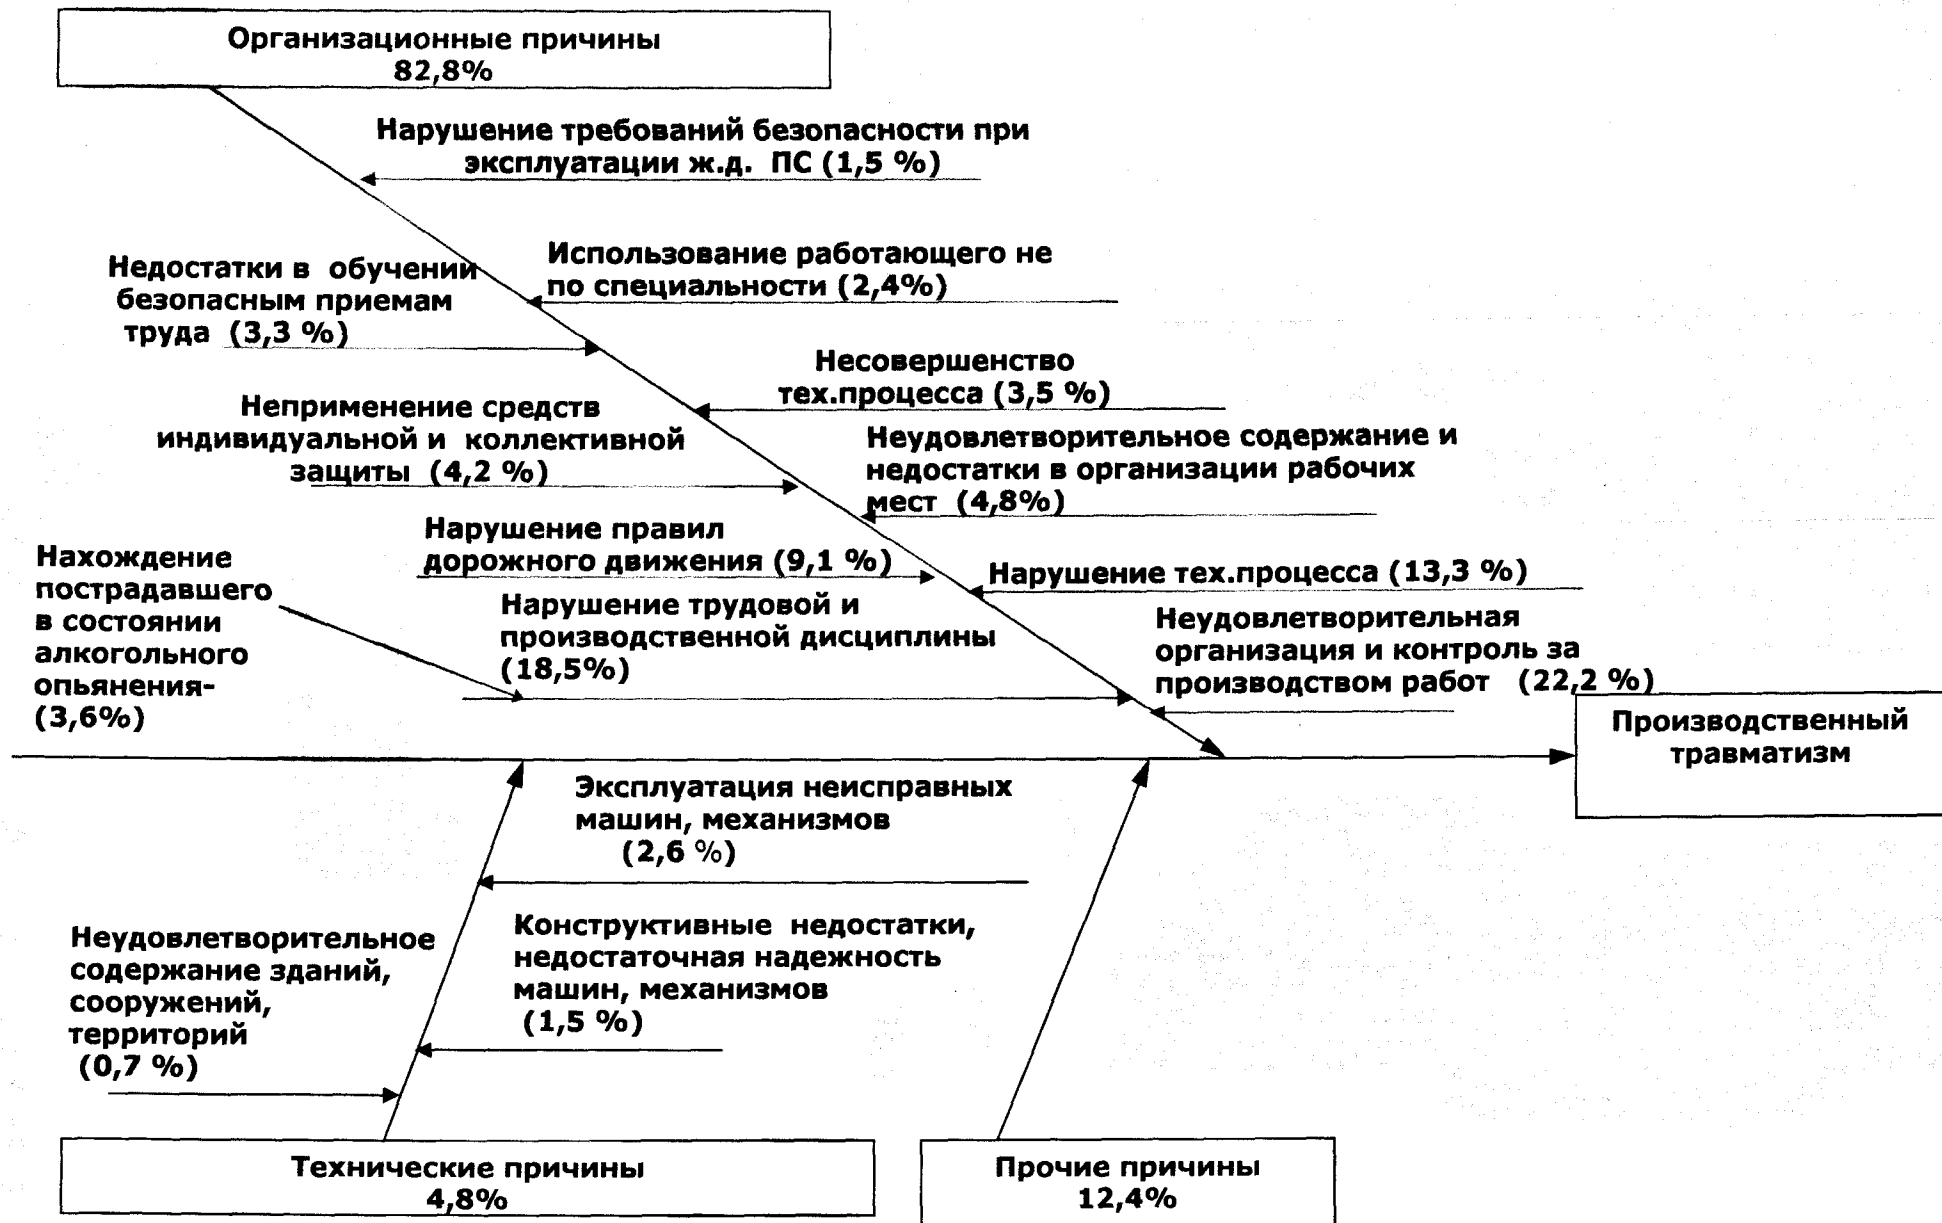 Организационные причины
82,8%
Нарушение требований безопасности при
эксплуатации ж.д. ПС (1,5 %)
Использование работающего не
по специальности (2,4%)
Недостатки в обучении
безопасным приемам
труда (3,3 %)
Несовершенство
тех.процесса (3,5 %)
Неприменение средств
индивидуальной и коллективной
защиты (4,2 %)
Неудовлетворительное содержание и
недостатки в организации рабочих
мест (4,8%)
Нарушение правил
дорожного движения (9,1 %)
Нарушение тех.процесса (13,3 %)
Нахождение
пострадавшего
в состоянии
алкогольного
опьянения-
(3,6%)
Нарушение трудовой и
производственной дисциплины
(18,5%)
Неудовлетворительная
организация и контроль за
производством работ (22,2 %)
Производственный
травматизм
Эксплуатация неисправных
машин, механизмов
(2,6 %)
Неудовлетворительное
содержание зданий,
сооружений,
территорий
(0,7 %)
Конструктивные недостатки,
недостаточная надежность
машин, механизмов
(1,5 %)
Технические причины
4,8%
Прочие причины
12,4%